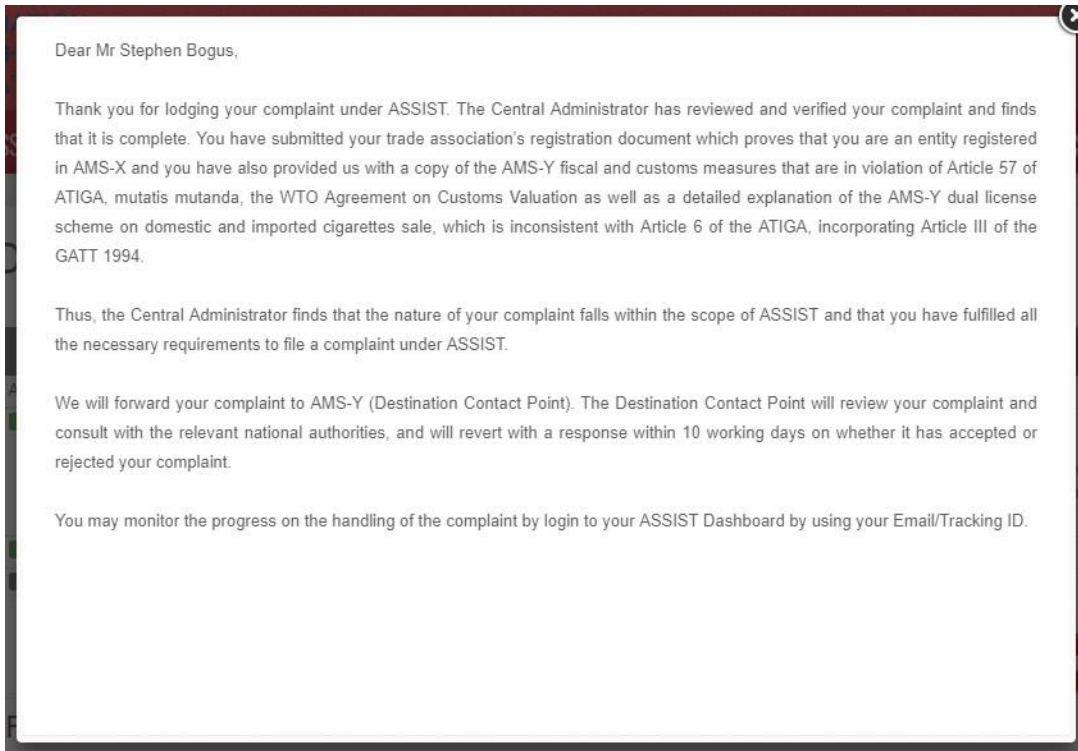 Dear Mr Stephen Bogus,
Thank you for lodging your complaint under ASSIST. The Central Administrator has reviewed and verified your complaint and finds
that it is complete. You have submitted your trade association's registration document which proves that you are an entity registered
in AMS-X and you have also provided us with a copy of the AMS-Y fiscal and customs measures that are in violation of Article 57 of
ATIGA, mutatis mutanda, the WTO Agreement on Customs Valuation as well as a detailed explanation of the AMS-Y dual license
scheme on domestic and imported cigarettes sale, which is inconsistent with Article 6 of the ATIGA, incorporating Article III of the
GATT 1994.
Thus, the Central Administrator finds that the nature of your complaint falls within the scope of ASSIST and that you have fulfilled all
the necessary requirements to file a complaint under ASSIST.
We will forward your complaint to AMS-Y (Destination Contact Point). The Destination Contact Point will review your complaint and
consult with the relevant national authorities, and will revert with a response within 10 working days on whether it has accepted or
rejected your complaint.
You may monitor the progress on the handling of the complaint by login to your ASSIST Dashboard by using your Email/Tracking ID.